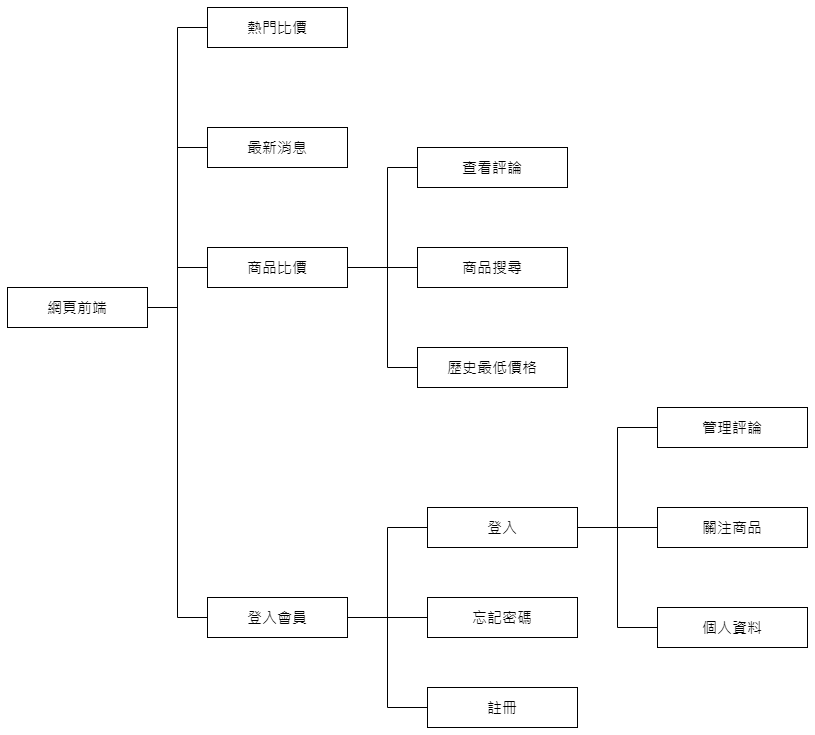 熱門比價
最新消息
查看評論
商品比價
商品搜尋
網頁前端
歷史最低價格
管理評論
登入
關注商品
登入會員
忘記密碼
個人資料
註冊